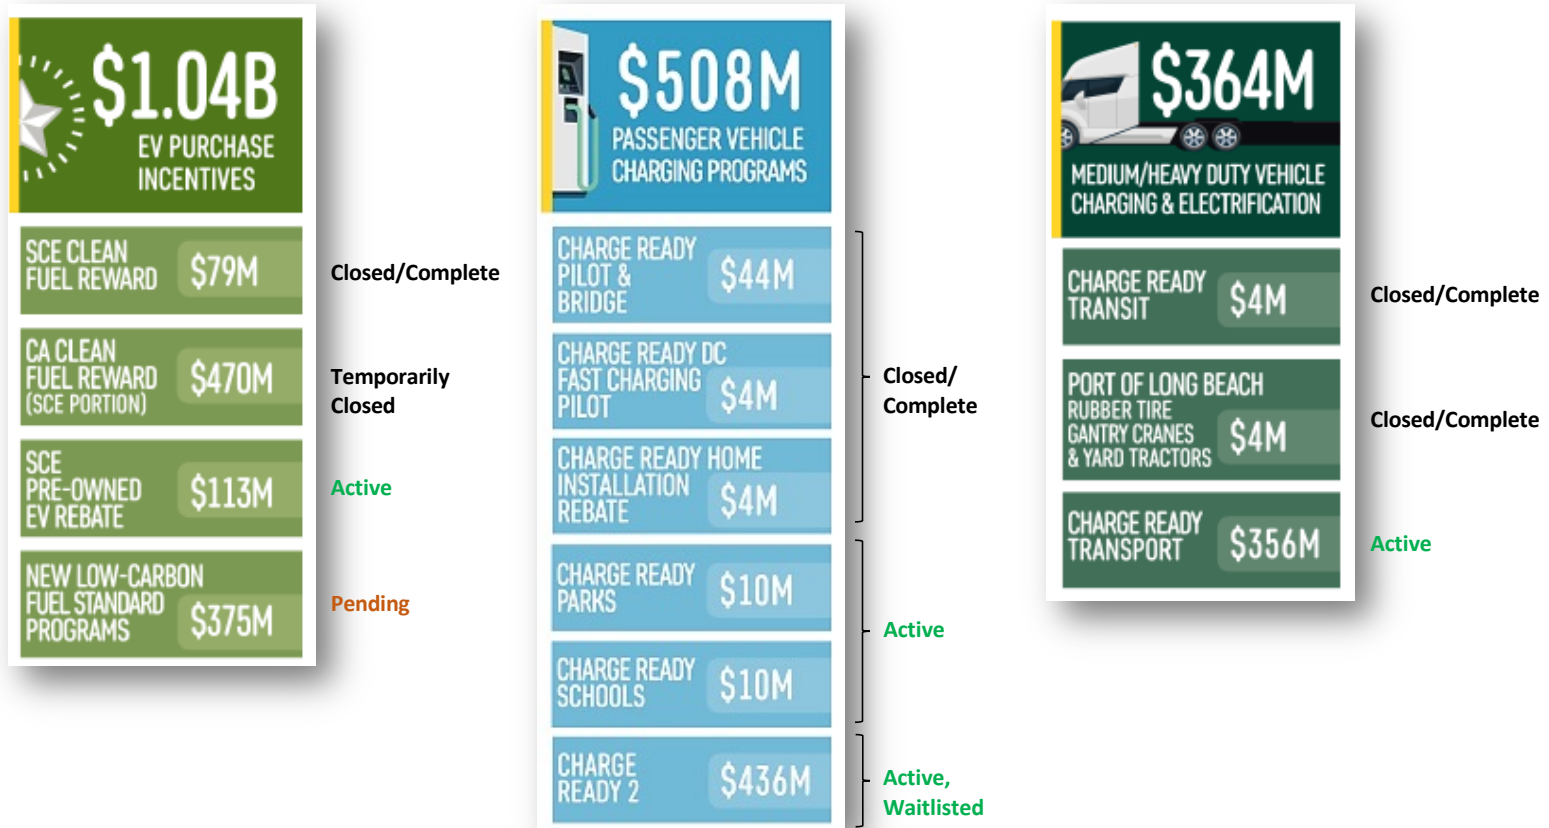 $1.04B
EV PURCHASE
INCENTIVES
SCE CLEAN
FUEL REWARD
$79M
Closed/Complete
CA CLEAN
FUEL REWARD
(SCE PORTION)
$470M
Temporarily
Closed
SCE
PRE-OWNED
EV REBATE
$113M
Active
NEW LOW-CARBON
FUEL STANDARD
PROGRAMS
$375M
Pending
$508M
PASSENGER VEHICLE
CHARGING PROGRAMS
CHARGE READY
PILOT &
BRIDGE
$44M
CHARGE READY DC
FAST CHARGING
PILOT
$4M
CHARGE READY HOME
INSTALLATION
REBATE
$4M
Closed/
Complete
CHARGE READY
PARKS
$10M
CHARGE READY
SCHOOLS
$10M
Active
CHARGE
READY 2
$436M
Active,
Waitlisted
$364M
MEDIUM/HEAVY DUTY VEHICLE
CHARGING & ELECTRIFICATION
CHARGE READY
TRANSIT
$4M
Closed/Complete
PORT OF LONG BEACH
RUBBER TIRE
GANTRY CRANES
& YARD TRACTORS
$4M
Closed/Complete
CHARGE READY
TRANSPORT
$356M
Active